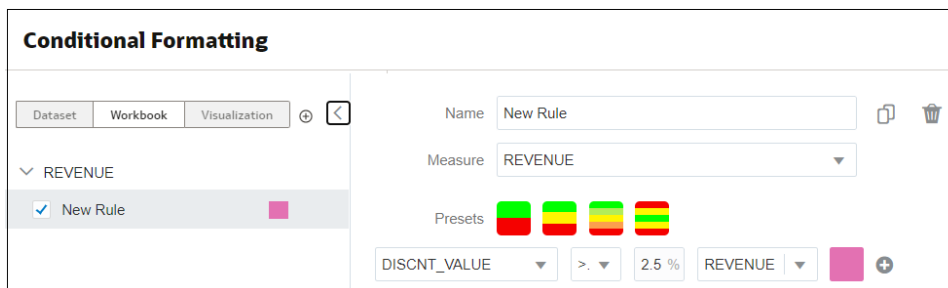 Conditional Formatting
Dataset Workbook Visualization
REVENUE
New Rule
Name New Rule
Measure REVENUE
Presets
DISCNT_VALUE >. 2.5 % REVENUE